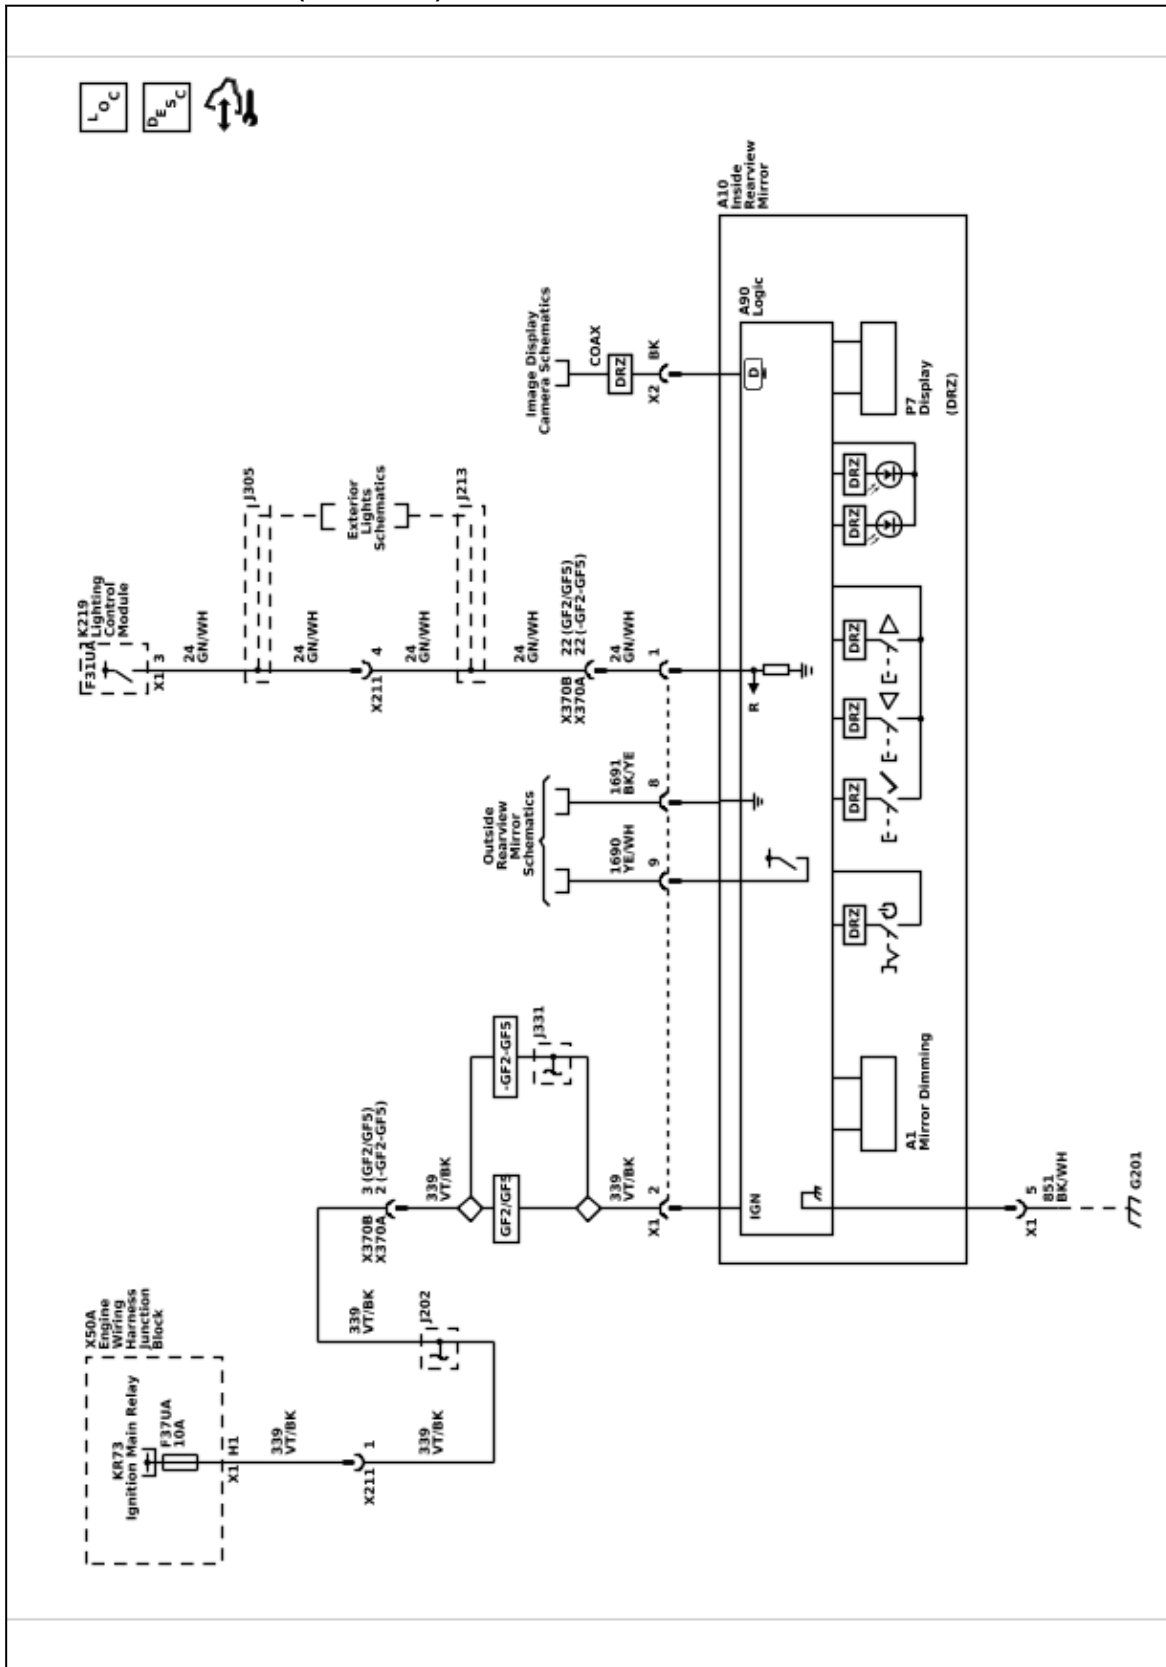 X50A
Engine
Wiring
Harness
Junction
Block
KR73
Ignition Main Relay
F37UA
10A
X1 H1
339
VT/BK
X211 1
339
VT/BK
J202
339
VT/BK
X370B 3 (GF2/GF5)
X370A 2 (-GF2-GF5)
339
VT/BK
GF2/GF5
-GF2-GF5
J331
339
VT/BK
X1 2
Outside
Rearview
Mirror
Schematics
1690
YE/WH
9
1691
BK/YE
8
K219
Lighting
Control
Module
F31UA
X1 3
24
GN/WH
J305
24
GN/WH
X211 4
Exterior
Lights
Schematics
24
GN/WH
J213
24
GN/WH
X370B 22 (GF2/GF5)
X370A 22 (-GF2-GF5)
24
GN/WH
1
Image Display
Camera Schematics
COAX
DRZ
X2 BK
LOC
DESC
A10
Inside
Rearview
Mirror
A90
Logic
IGN
R
D
DRZ
DRZ
DRZ
DRZ
DRZ
DRZ
A1
Mirror Dimming
P7
Display
(DRZ)
X1 5
851
BK/WH
G201